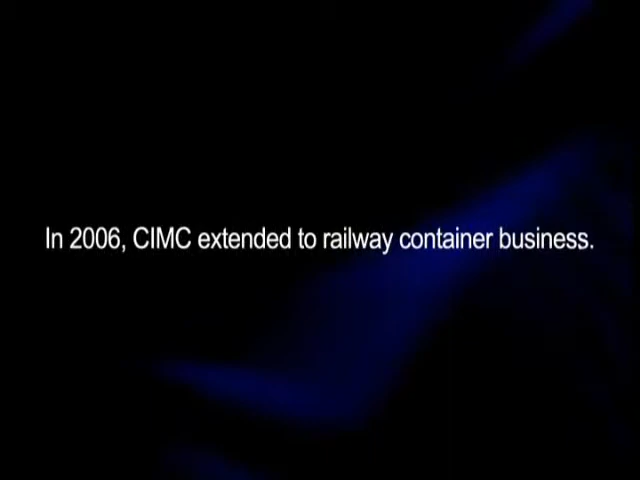 In 2006, CIMC extended to railway container business.